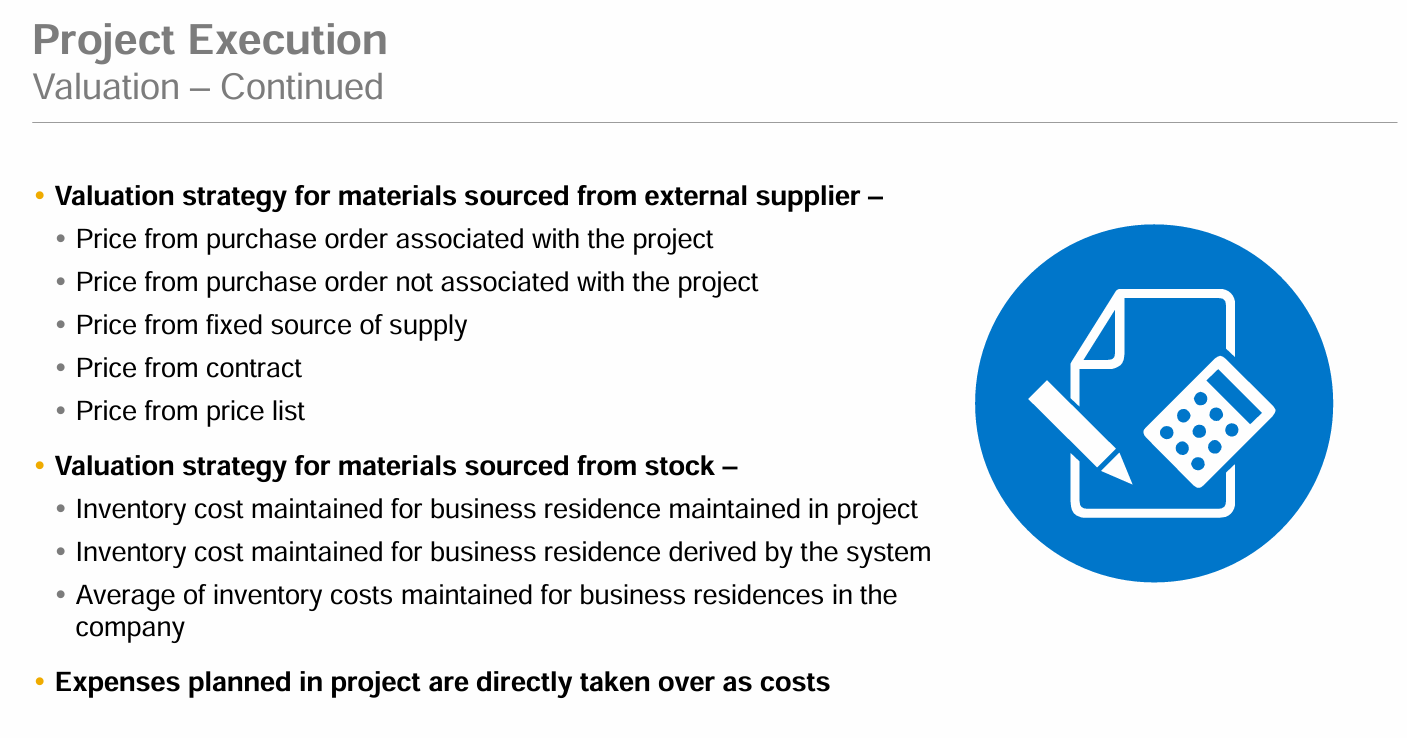 Project Execution
Valuation – Continued
• Valuation strategy for materials sourced from external supplier –
• Price from purchase order associated with the project
• Price from purchase order not associated with the project
• Price from fixed source of supply
• Price from contract
• Price from price list
• Valuation strategy for materials sourced from stock –
• Inventory cost maintained for business residence maintained in project
• Inventory cost maintained for business residence derived by the system
• Average of inventory costs maintained for business residences in the
company
• Expenses planned in project are directly taken over as costs